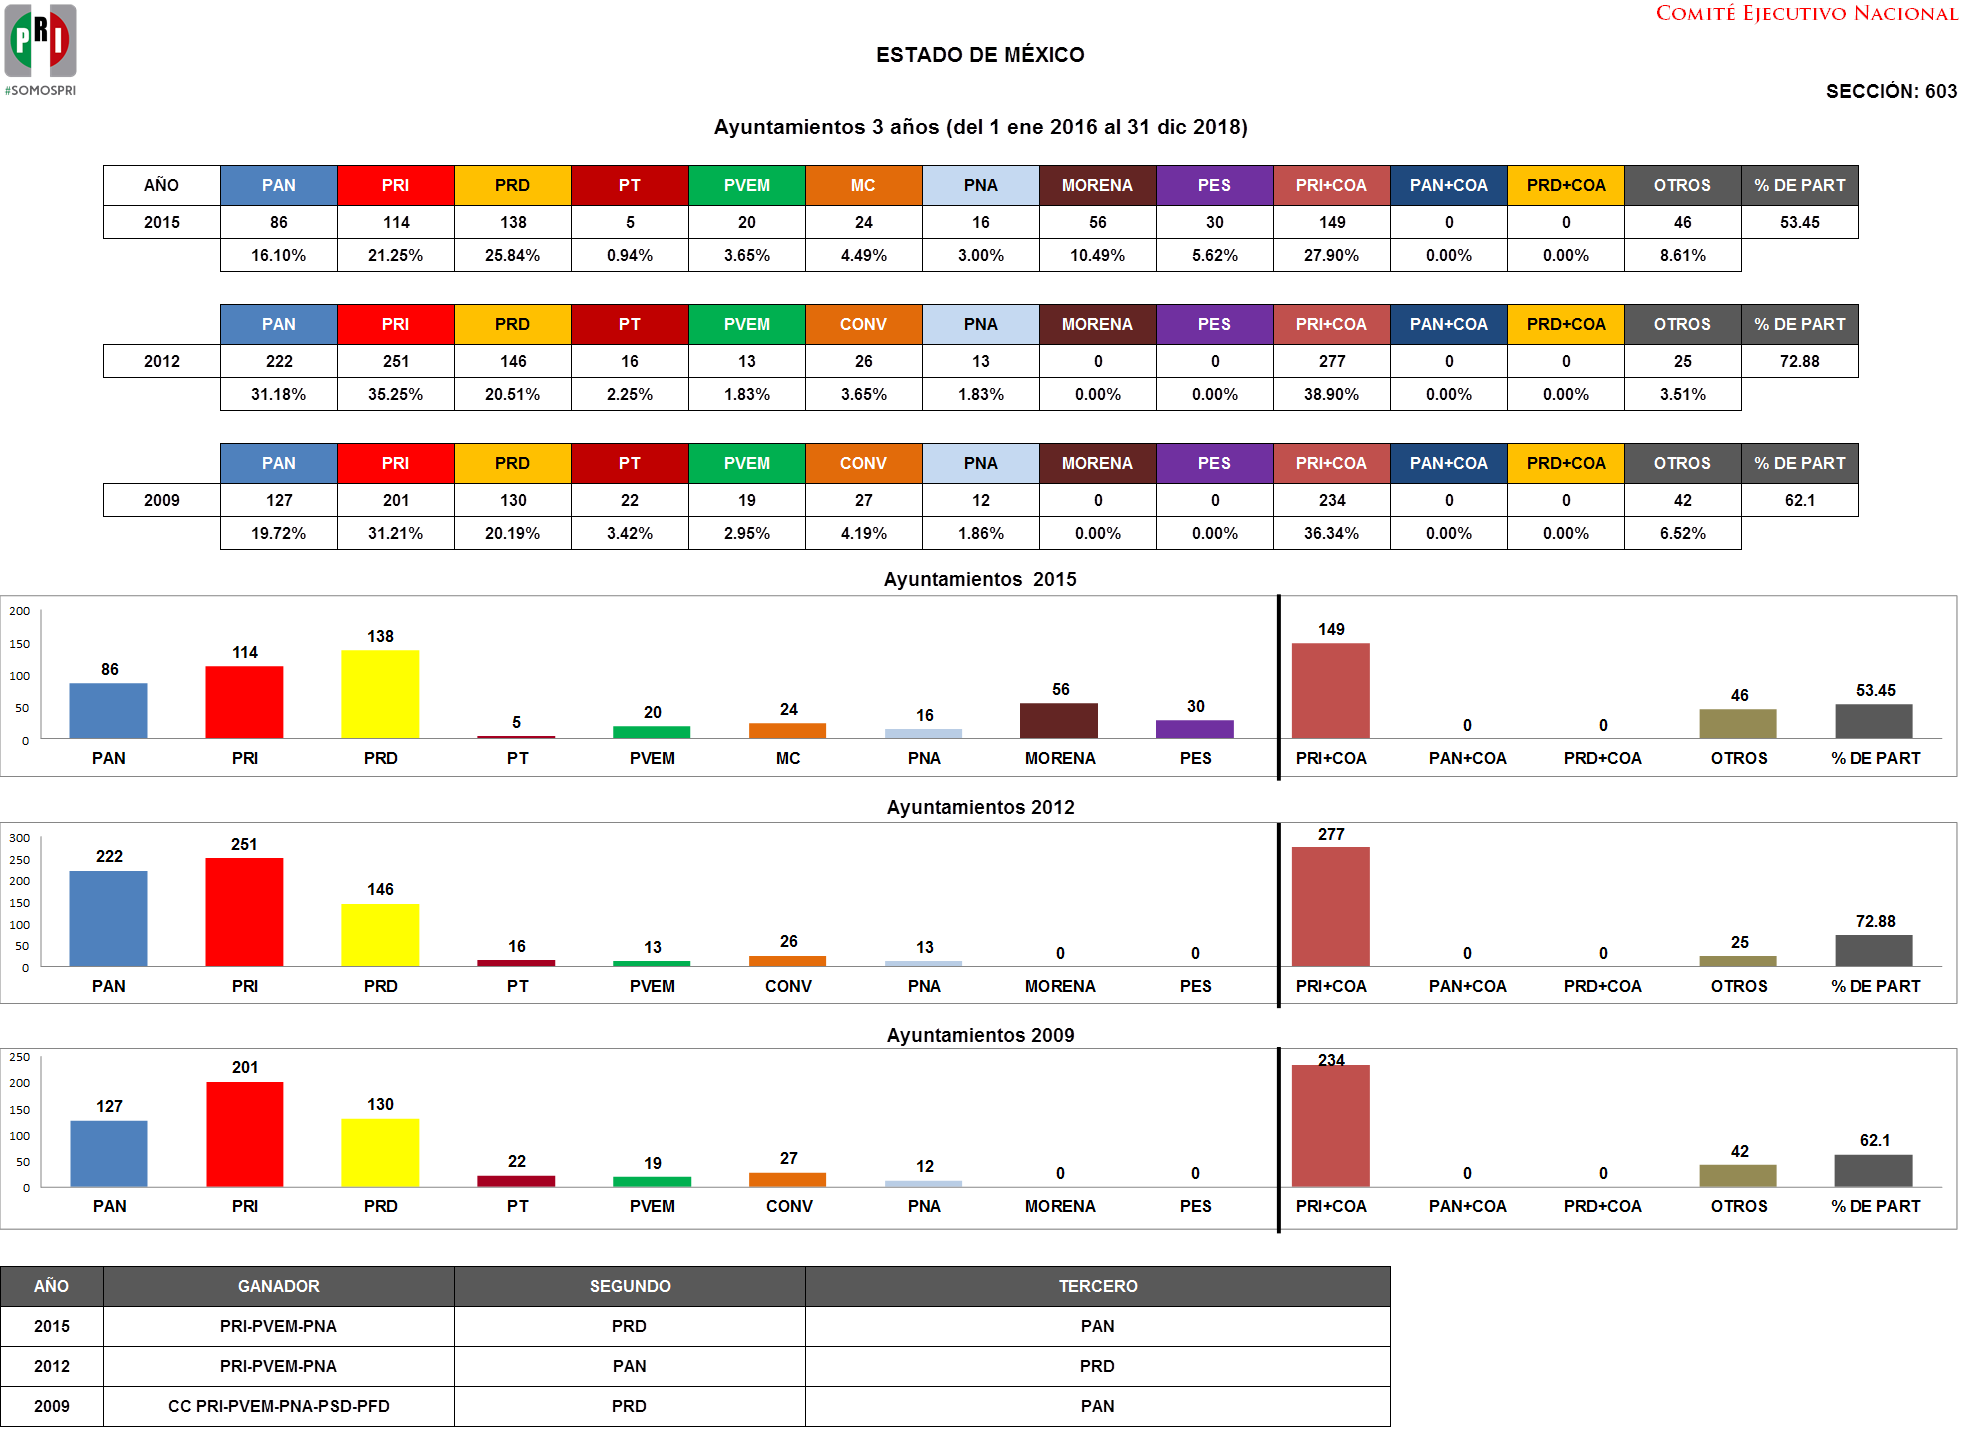 PRI
#SOMOSPRI
COMITÉ EJECUTIVO NACIONAL
ESTADO DE MÉXICO
SECCIÓN: 603
Ayuntamientos 3 años (del 1 ene 2016 al 31 dic 2018)
AÑO PAN PRI PRD PT PVEM MC PNA MORENA PES PRI+COA PAN+COA PRD+COA OTROS % DE PART
2015 86 114 138 5 20 24 16 56 30 149 0 0 46 53.45
16.10% 21.25% 25.84% 0.94% 3.65% 4.49% 3.00% 10.49% 5.62% 27.90% 0.00% 0.00% 8.61%
PAN PRI PRD PT PVEM CONV PNA MORENA PES PRI+COA PAN+COA PRD+COA OTROS % DE PART
2012 222 251 146 16 13 26 13 0 0 277 0 0 25 72.88
31.18% 35.25% 20.51% 2.25% 1.83% 3.65% 1.83% 0.00% 0.00% 38.90% 0.00% 0.00% 3.51%
PAN PRI PRD PT PVEM CONV PNA MORENA PES PRI+COA PAN+COA PRD+COA OTROS % DE PART
2009 127 201 130 22 19 27 12 0 0 234 0 0 42 62.1
19.72% 31.21% 20.19% 3.42% 2.95% 4.19% 1.86% 0.00% 0.00% 36.34% 0.00% 0.00% 6.52%
Ayuntamientos 2015
200
150
100
50
0
86 114 138 5 20 24 16 56 30 149 0 0 46 53.45
PAN PRI PRD PT PVEM MC PNA MORENA PES PRI+COA PAN+COA PRD+COA OTROS % DE PART
Ayuntamientos 2012
300
250
200
150
100
50
0
222 251 146 16 13 26 13 0 0 277 0 0 25 72.88
PAN PRI PRD PT PVEM CONV PNA MORENA PES PRI+COA PAN+COA PRD+COA OTROS % DE PART
Ayuntamientos 2009
250
200
150
100
50
0
127 201 130 22 19 27 12 0 0 234 0 0 42 62.1
PAN PRI PRD PT PVEM CONV PNA MORENA PES PRI+COA PAN+COA PRD+COA OTROS % DE PART
AÑO GANADOR SEGUNDO TERCERO
2015 PRI-PVEM-PNA PRD PAN
2012 PRI-PVEM-PNA PAN PRD
2009 CC PRI-PVEM-PNA-PSD-PFD PRD PAN